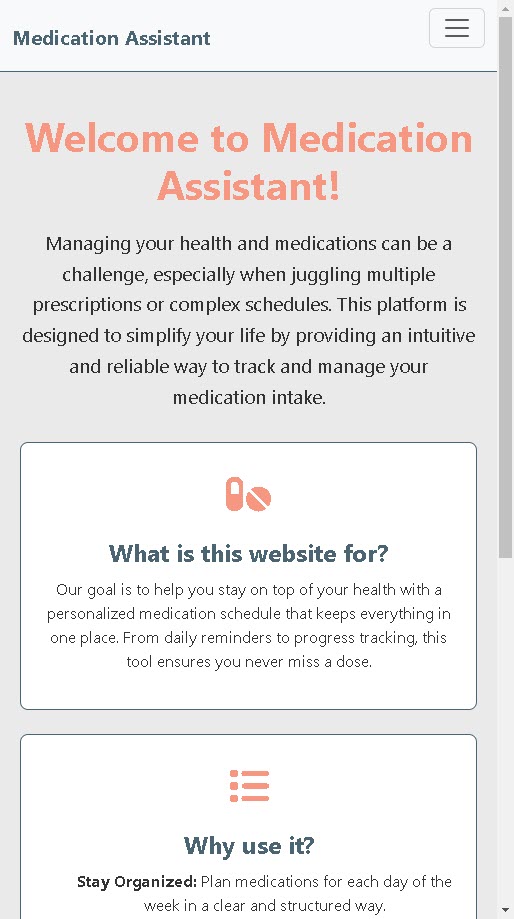 Medication Assistant
Welcome to Medication
Assistant!
Managing your health and medications can be a
challenge, especially when juggling multiple
prescriptions or complex schedules. This platform is
designed to simplify your life by providing an intuitive
and reliable way to track and manage your
medication intake.
What is this website for?
Our goal is to help you stay on top of your health with a
personalized medication schedule that keeps everything in
one place. From daily reminders to progress tracking, this
tool ensures you never miss a dose.
Why use it?
Stay Organized: Plan medications for each day of the
week in a clear and structured way.